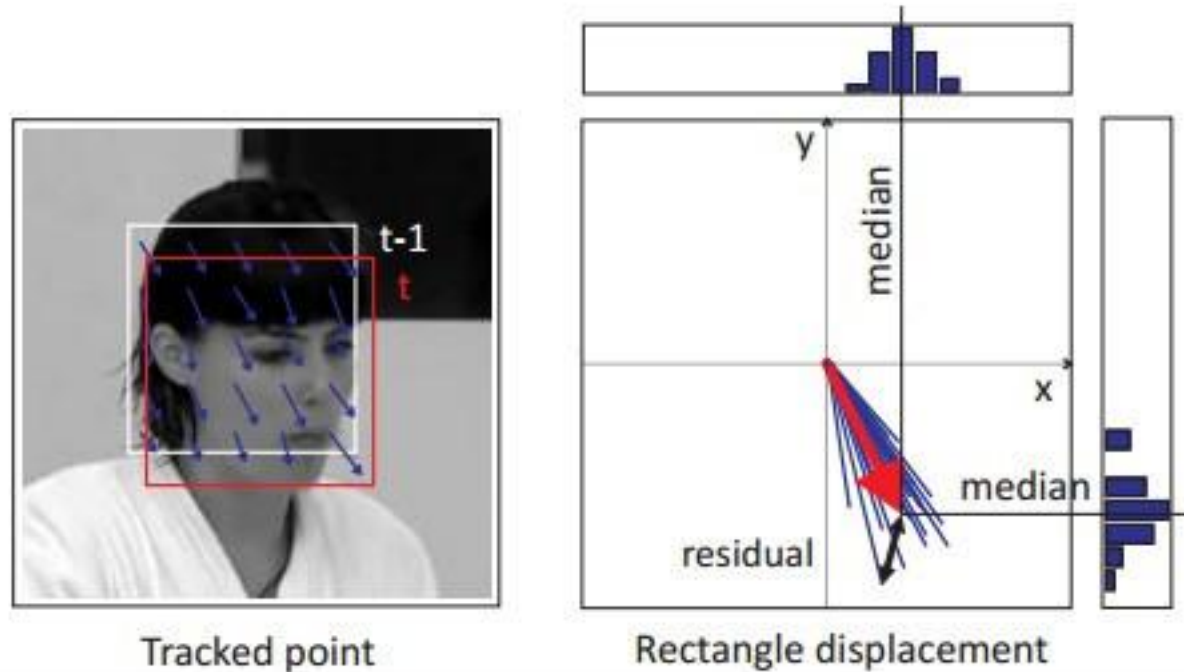 t-1
t
y
median
x
median
residual
Tracked point
Rectangle displacement